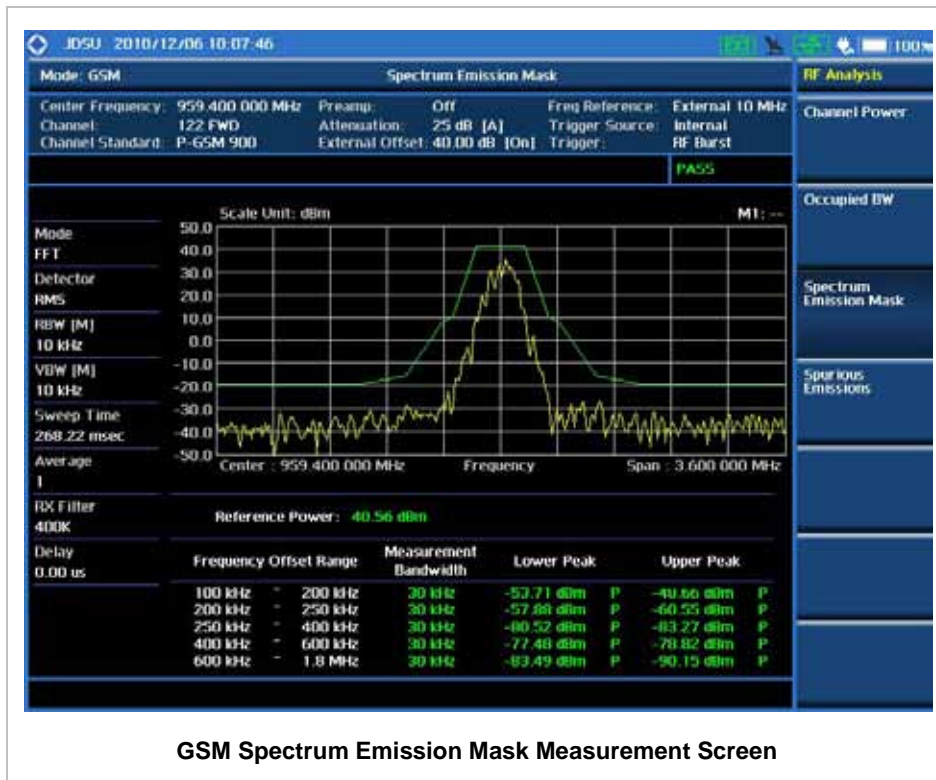 JDSU 2010/12/06 10:07:46
100%
Mode: GSM
Spectrum Emission Mask
RF Analysis
Center Frequency: 959.400 000 MHz Preamp: Off Freq Reference: External 10 MHz
Channel: 122 FWD Attenuation: 25 dB [A] Trigger Source: Internal
Channel Standard: P-GSM 900 External Offset: 40.00 dB [On] Trigger: RF Burst
PASS
Channel Power
Occupied BW
Spectrum
Emission Mask
Spurious
Emissions
Scale Unit: dBm
M1: --
Mode
FFT
Detector
RMS
RBW [M]
10 kHz
VBW [M]
10 kHz
Sweep Time
268.22 msec
Average
1
RX Filter
400K
Delay
0.00 us
50.0
40.0
30.0
20.0
10.0
0.0
-10.0
-20.0
-30.0
-40.0
-50.0
Center : 959.400 000 MHz Frequency Span : 3.600 000 MHz
Reference Power: 40.56 dBm
Frequency Offset Range Measurement Bandwidth Lower Peak Upper Peak
100 kHz ~ 200 kHz 30 kHz -53.71 dBm P -40.66 dBm P
200 kHz ~ 250 kHz 30 kHz -57.88 dBm P -60.55 dBm P
250 kHz ~ 400 kHz 30 kHz -80.52 dBm P -83.27 dBm P
400 kHz ~ 600 kHz 30 kHz -77.48 dBm P -78.82 dBm P
600 kHz ~ 1.8 MHz 30 kHz -83.49 dBm P -90.15 dBm P
GSM Spectrum Emission Mask Measurement Screen